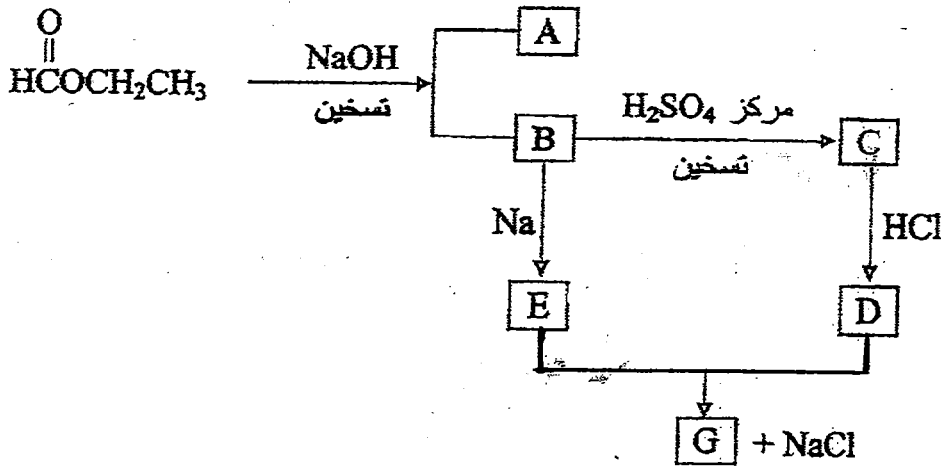 O
||
HCOCH₂CH₃
NaOH
تسخين
A
B
H₂SO₄ مركز
تسخين
C
Na
HCl
E
D
G + NaCl